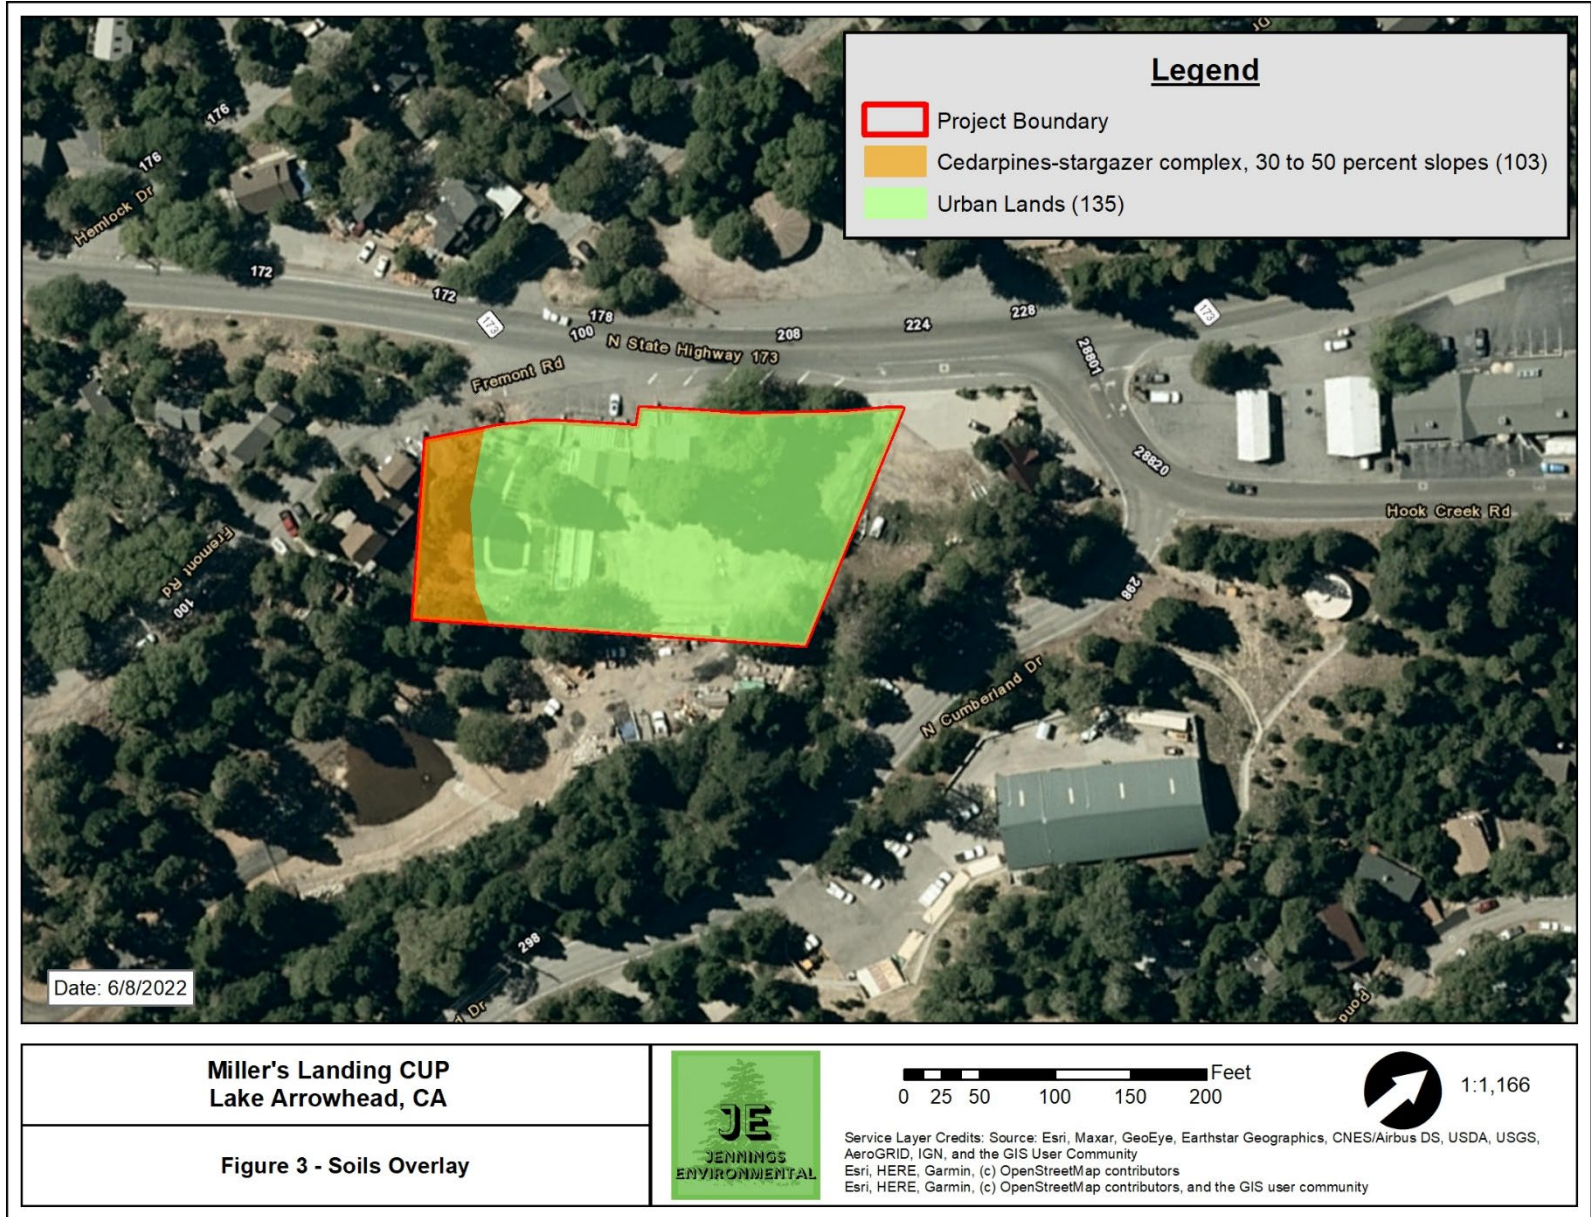 Legend
Project Boundary
Cedarpines-stargazer complex, 30 to 50 percent slopes (103)
Urban Lands (135)
176
176
Hemlock Dr
172
172
173
178
100
N State Highway 173
208
224
228
173
28801
Fremont Rd
28820
Hook Creek Rd
Fremont Rd
100
298
N Cumberland Dr
298
Dr
Pond
Date: 6/8/2022
Miller's Landing CUP
Lake Arrowhead, CA
Figure 3 - Soils Overlay
JE
JENNINGS
ENVIRONMENTAL
Feet
0 25 50 100 150 200
1:1,166
Service Layer Credits: Source: Esri, Maxar, GeoEye, Earthstar Geographics, CNES/Airbus DS, USDA, USGS,
AeroGRID, IGN, and the GIS User Community
Esri, HERE, Garmin, (c) OpenStreetMap contributors
Esri, HERE, Garmin, (c) OpenStreetMap contributors, and the GIS user community